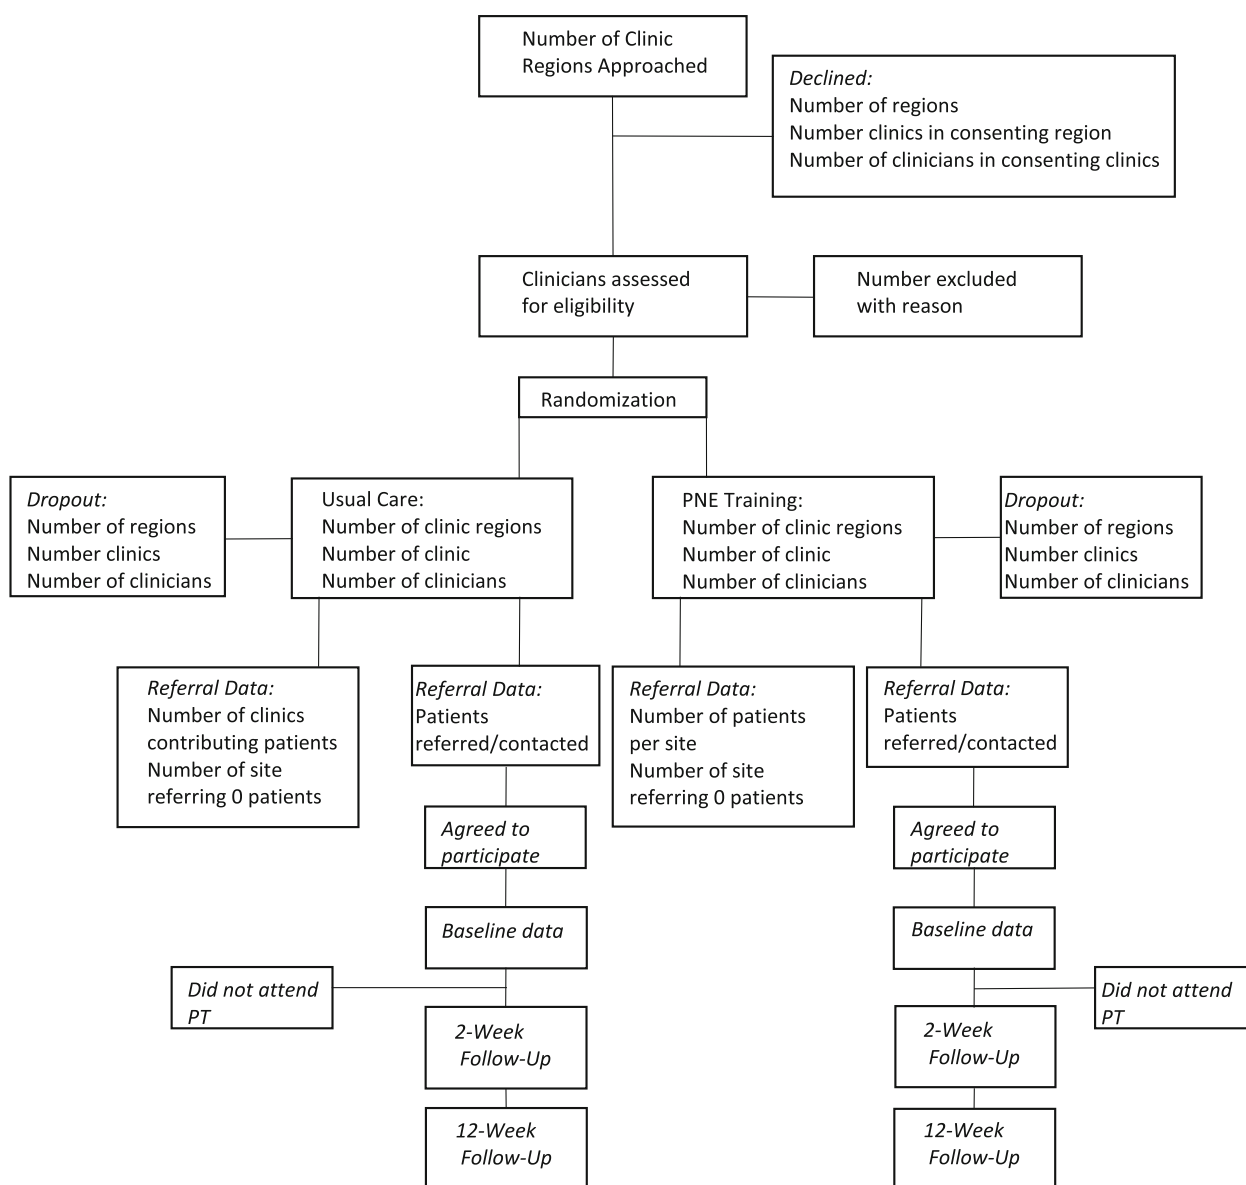 Number of Clinic
Regions Approached
Declined:
Number of regions
Number clinics in consenting region
Number of clinicians in consenting clinics
Clinicians assessed
for eligibility
Number excluded
with reason
Randomization
Dropout:
Number of regions
Number clinics
Number of clinicians
Usual Care:
Number of clinic regions
Number of clinic
Number of clinicians
PNE Training:
Number of clinic regions
Number of clinic
Number of clinicians
Dropout:
Number of regions
Number clinics
Number of clinicians
Referral Data:
Number of clinics
contributing patients
Number of site
referring 0 patients
Referral Data:
Patients
referred/contacted
Referral Data:
Number of patients
per site
Number of site
referring 0 patients
Referral Data:
Patients
referred/contacted
Agreed to
participate
Agreed to
participate
Baseline data
Baseline data
Did not attend
PT
Did not attend
PT
2-Week
Follow-Up
2-Week
Follow-Up
12-Week
Follow-Up
12-Week
Follow-Up